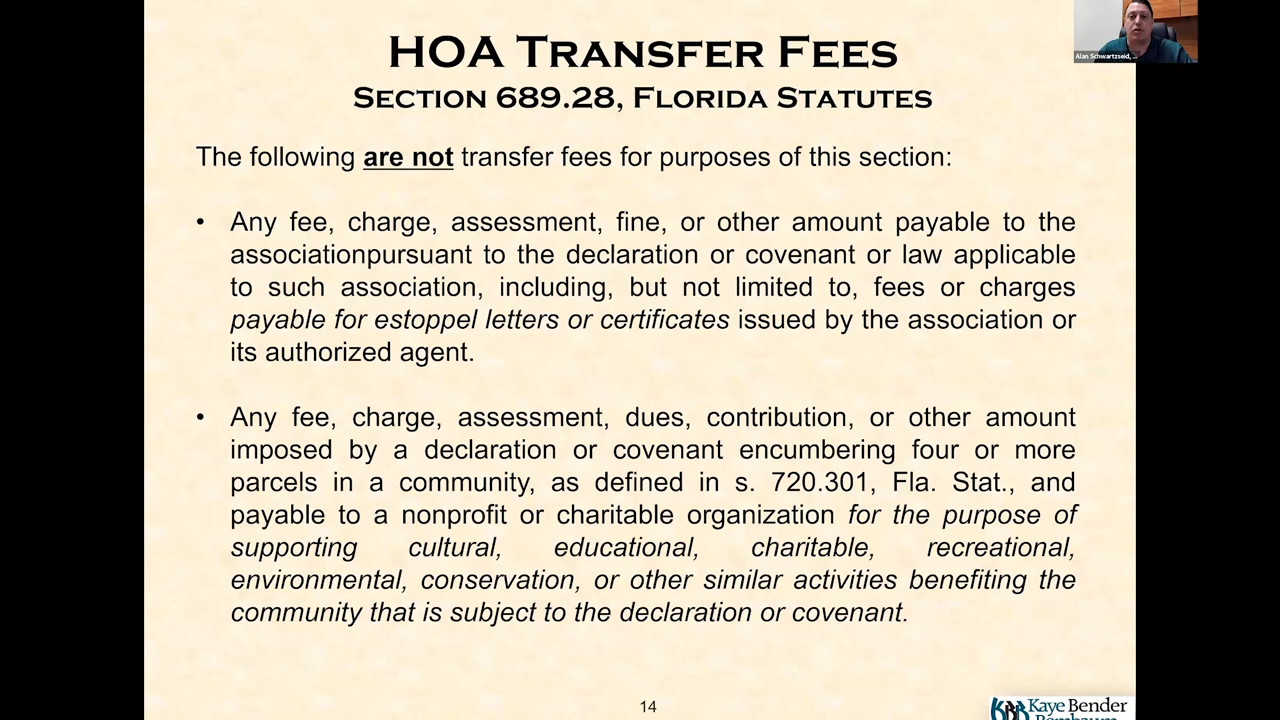 HOA TRANSFER FEES
SECTION 689.28, FLORIDA STATUTES
The following are not transfer fees for purposes of this section:
• Any fee, charge, assessment, fine, or other amount payable to the
associationpursuant to the declaration or covenant or law applicable
to such association, including, but not limited to, fees or charges
payable for estoppel letters or certificates issued by the association or
its authorized agent.
• Any fee, charge, assessment, dues, contribution, or other amount
imposed by a declaration or covenant encumbering four or more
parcels in a community, as defined in s. 720.301, Fla. Stat., and
payable to a nonprofit or charitable organization for the purpose of
supporting cultural, educational, charitable, recreational,
environmental, conservation, or other similar activities benefiting the
community that is subject to the declaration or covenant.
14
Kaye Bender
Alan Schwartzseid, ...